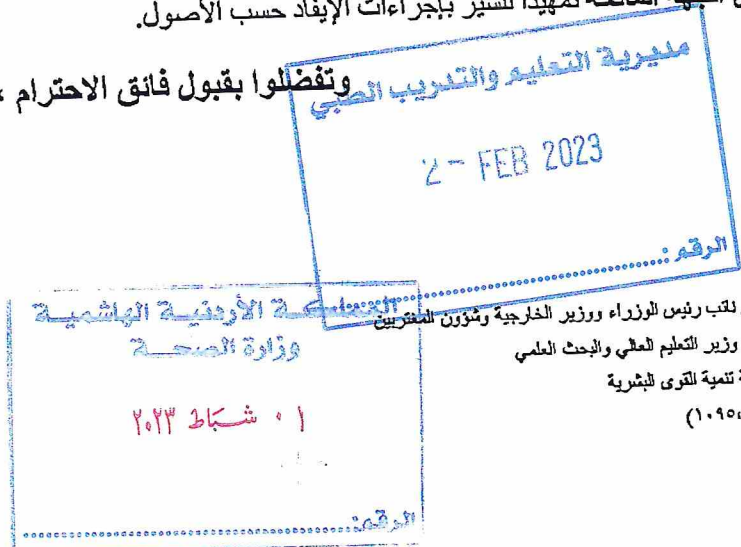 الجهة المانحة تمهيداً للسير بإجراءات الإيفاد حسب الأصول.
وتفضلوا بقبول فائق الاحترام ،
مديرية التعليم والتدريب الطبي
2 - FEB 2023
الرقم :
نائب رئيس الوزراء ووزير الخارجية وشؤون المغتربين
وزير التعليم العالي والبحث العلمي
تنمية القوى البشرية
المملكة الأردنية الهاشمية
وزارة الصحة
٠١ شباط ٢٠٢٣
الرقم: